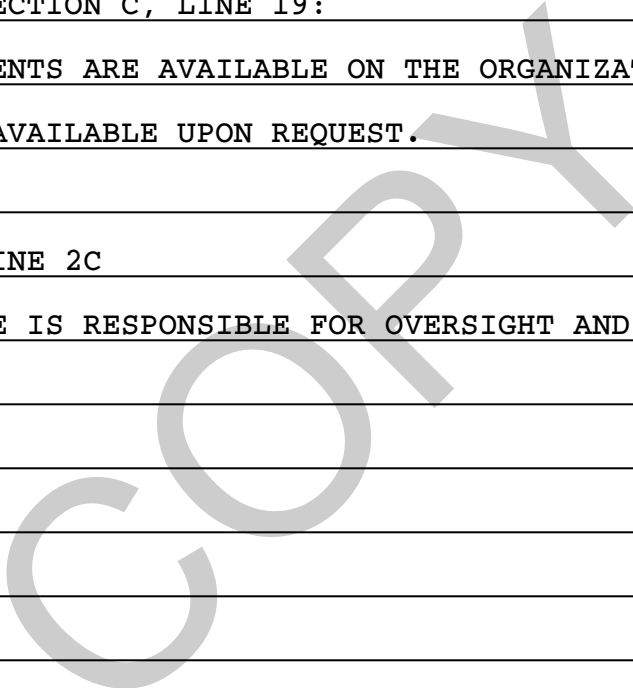 ECTION C, LINE 19:
ENTS ARE AVAILABLE ON THE ORGANIZAT
AVAILABLE UPON REQUEST.
INE 2C
E IS RESPONSIBLE FOR OVERSIGHT AND
COPY